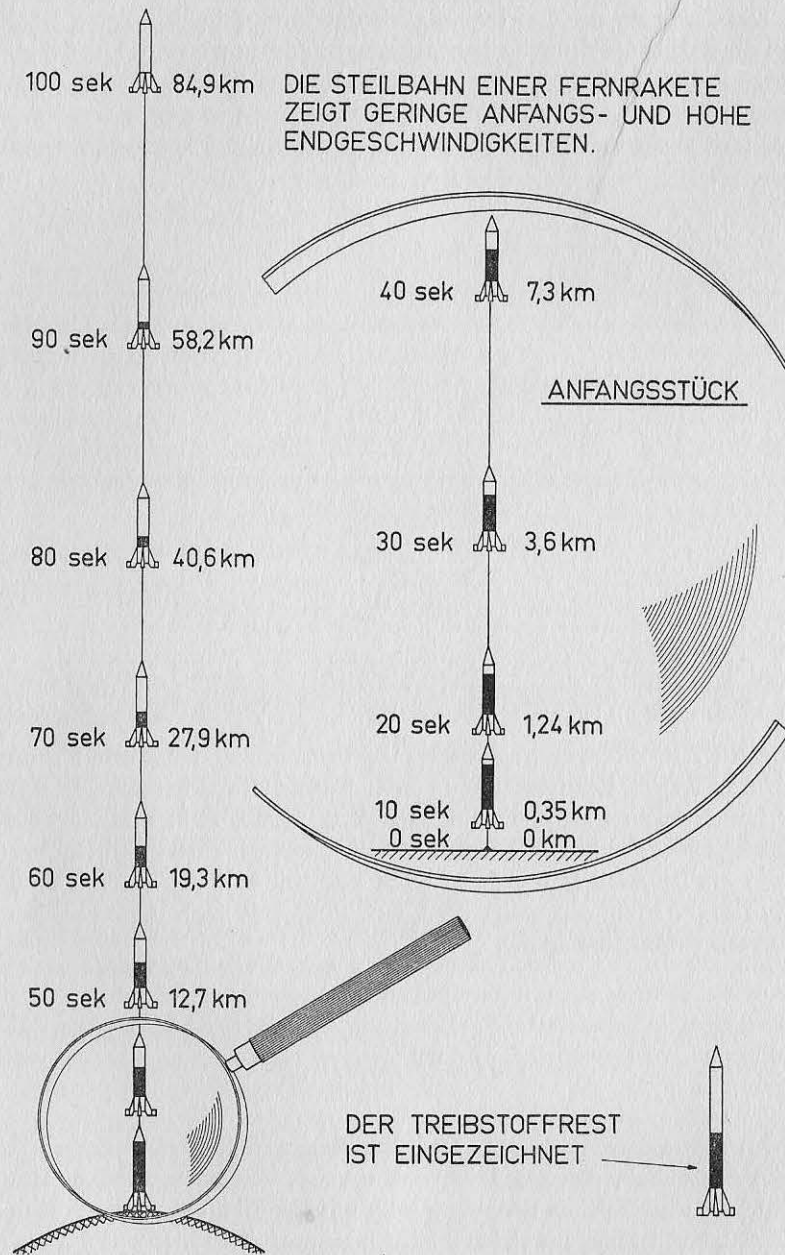 100 sek 84,9 km
DIE STEILBAHN EINER FERNRAKETE
ZEIGT GERINGE ANFANGS- UND HOHE
ENDGESCHWINDIGKEITEN.
90 sek 58,2 km
80 sek 40,6 km
70 sek 27,9 km
60 sek 19,3 km
50 sek 12,7 km
40 sek 7,3 km
ANFANGSSTÜCK
30 sek 3,6 km
20 sek 1,24 km
10 sek 0,35 km
0 sek 0 km
DER TREIBSTOFFREST
IST EINGEZEICHNET